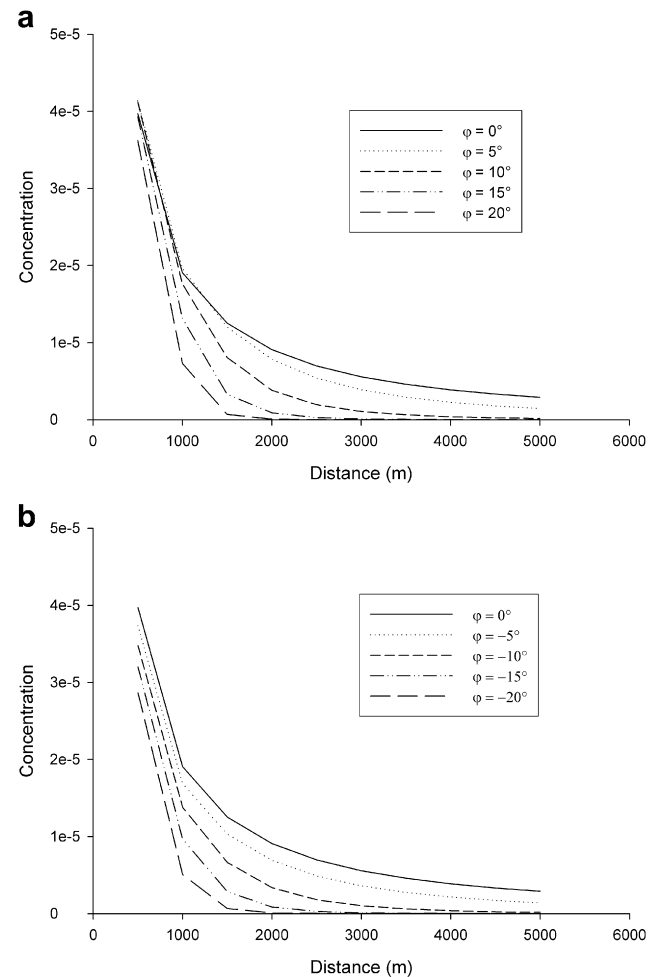 a
5e-5
4e-5
3e-5
2e-5
1e-5
0
Concentration
φ = 0°
φ = 5°
φ = 10°
φ = 15°
φ = 20°
0 1000 2000 3000 4000 5000 6000
Distance (m)
b
5e-5
4e-5
3e-5
2e-5
1e-5
0
Concentration
φ = 0°
φ = −5°
φ = −10°
φ = −15°
φ = −20°
0 1000 2000 3000 4000 5000 6000
Distance (m)